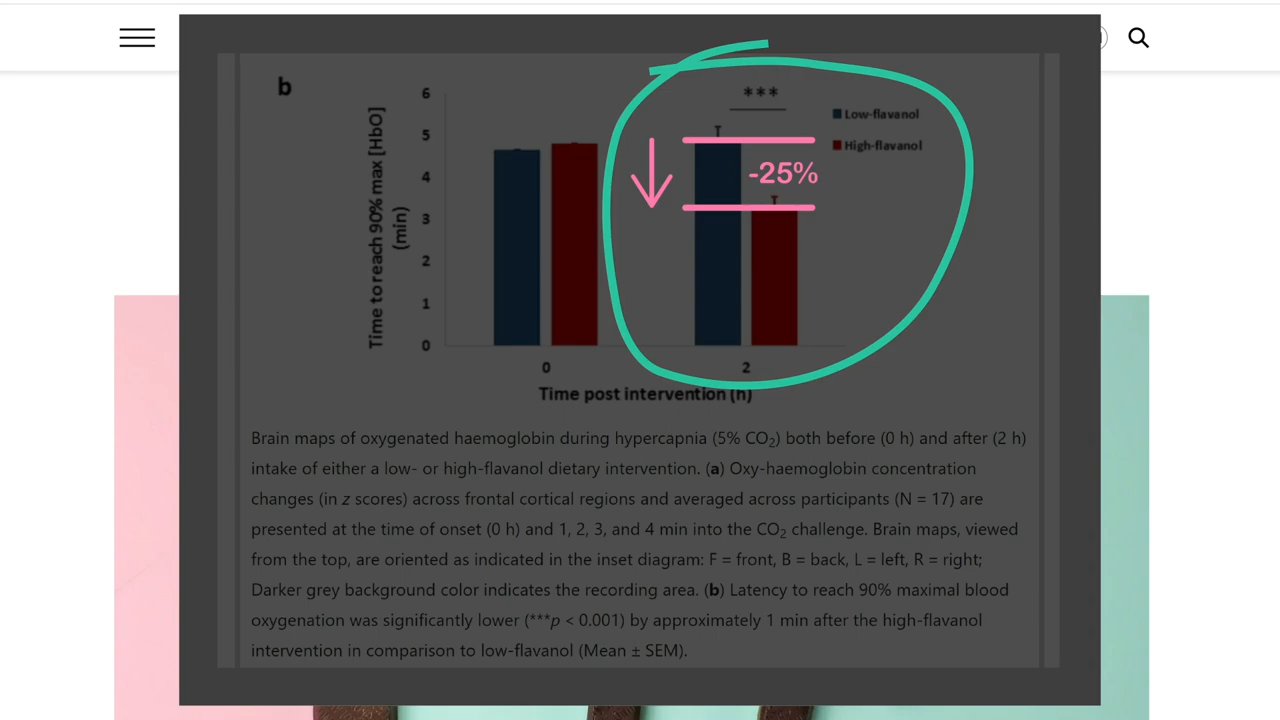 b
6
5
4
3
2
1
0
Time to reach 90% max [HbO]
(min)
***
Low-flavanol
High-flavanol
-25%
0
2
Time post intervention (h)
Brain maps of oxygenated haemoglobin during hypercapnia (5% CO₂) both before (0 h) and after (2 h)
intake of either a low- or high-flavanol dietary intervention. (a) Oxy-haemoglobin concentration
changes (in z scores) across frontal cortical regions and averaged across participants (N = 17) are
presented at the time of onset (0 h) and 1, 2, 3, and 4 min into the CO₂ challenge. Brain maps, viewed
from the top, are oriented as indicated in the inset diagram: F = front, B = back, L = left, R = right;
Darker grey background color indicates the recording area. (b) Latency to reach 90% maximal blood
oxygenation was significantly lower (***p < 0.001) by approximately 1 min after the high-flavanol
intervention in comparison to low-flavanol (Mean ± SEM).